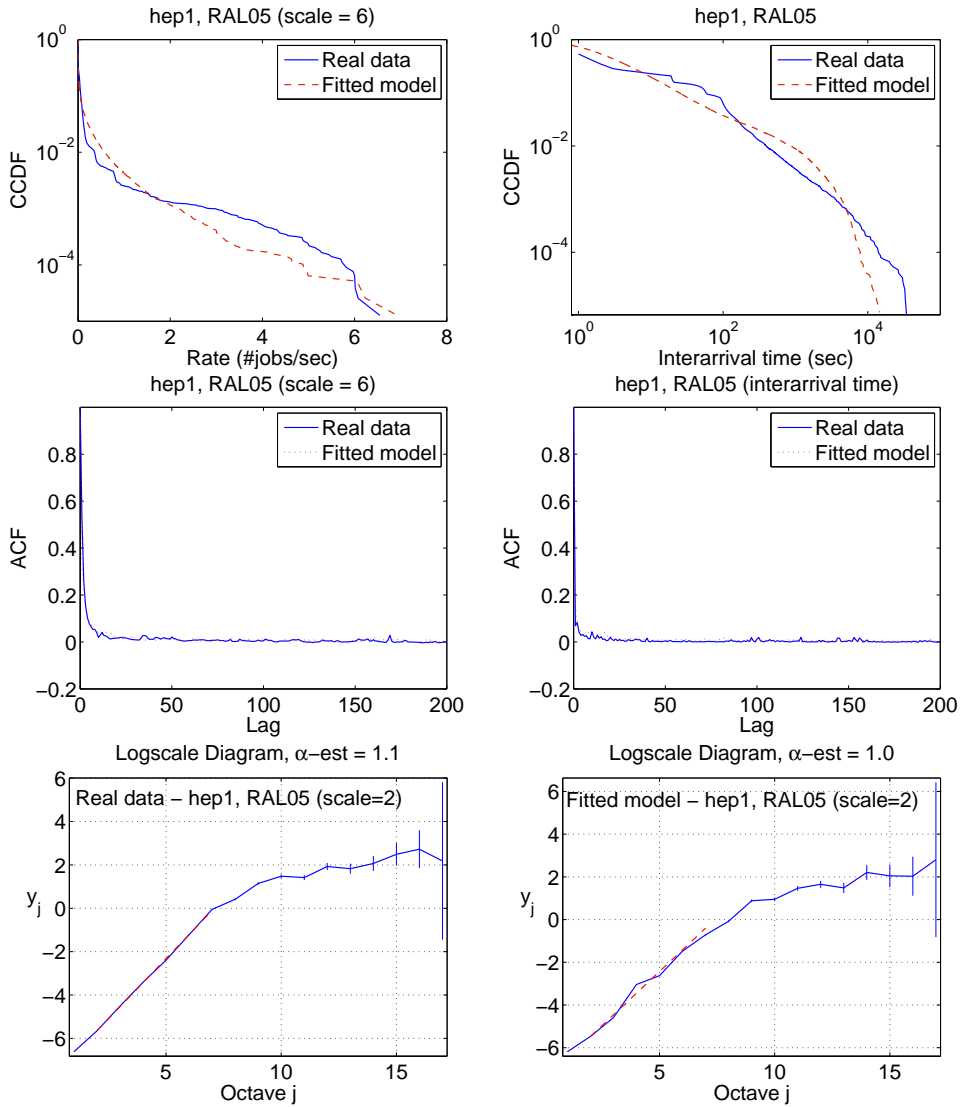 hep1, RAL05 (scale = 6)
10^0
10^−2
10^−4
CCDF
Real data
Fitted model
0 2 4 6 8
Rate (#jobs/sec)
hep1, RAL05
10^0
10^−2
10^−4
CCDF
Real data
Fitted model
10^0 10^2 10^4
Interarrival time (sec)
hep1, RAL05 (scale = 6)
0.8
0.6
0.4
0.2
0
−0.2
ACF
Real data
Fitted model
0 50 100 150 200
Lag
hep1, RAL05 (interarrival time)
0.8
0.6
0.4
0.2
0
−0.2
ACF
Real data
Fitted model
0 50 100 150 200
Lag
Logscale Diagram, α−est = 1.1
Real data − hep1, RAL05 (scale=2)
6
4
2
0
−2
−4
−6
y_j
5 10 15
Octave j
Logscale Diagram, α−est = 1.0
Fitted model − hep1, RAL05 (scale=2)
6
4
2
0
−2
−4
−6
y_j
5 10 15
Octave j